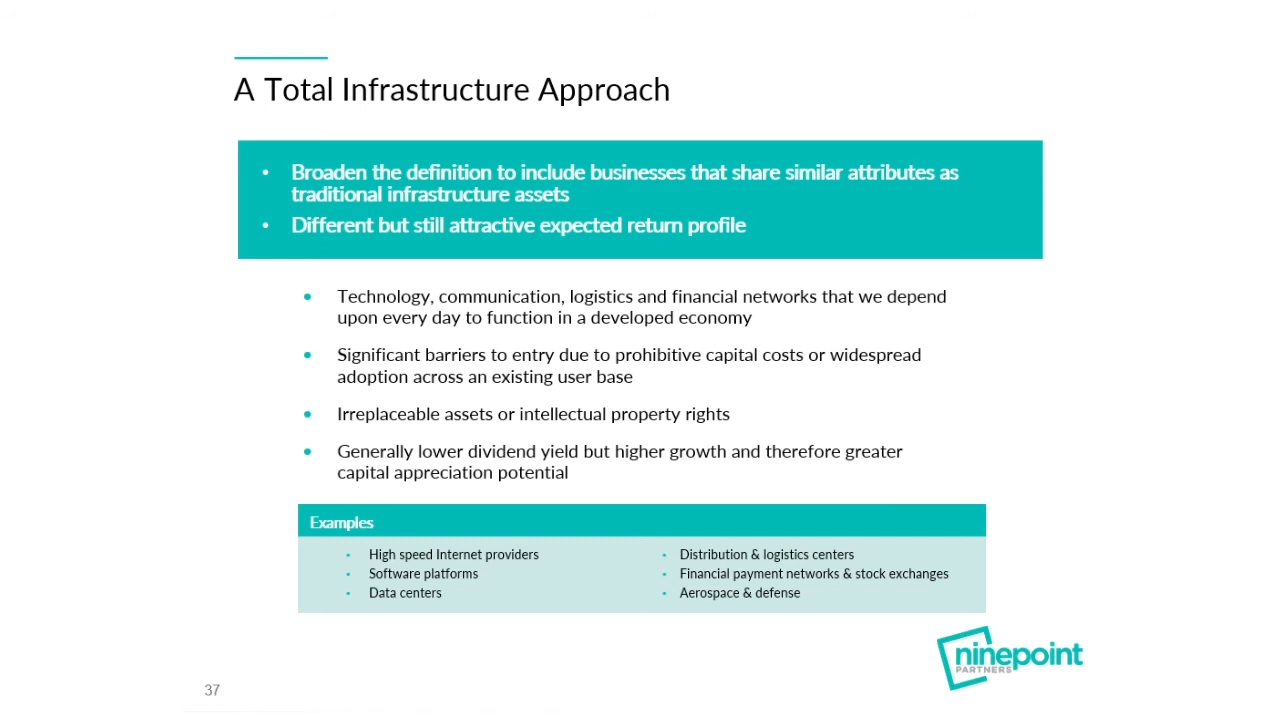 A Total Infrastructure Approach
• Broaden the definition to include businesses that share similar attributes as
traditional infrastructure assets
• Different but still attractive expected return profile
• Technology, communication, logistics and financial networks that we depend
upon every day to function in a developed economy
• Significant barriers to entry due to prohibitive capital costs or widespread
adoption across an existing user base
• Irreplaceable assets or intellectual property rights
• Generally lower dividend yield but higher growth and therefore greater
capital appreciation potential
Examples
• High speed Internet providers
• Software platforms
• Data centers
• Distribution & logistics centers
• Financial payment networks & stock exchanges
• Aerospace & defense
ninepoint
PARTNERS
37